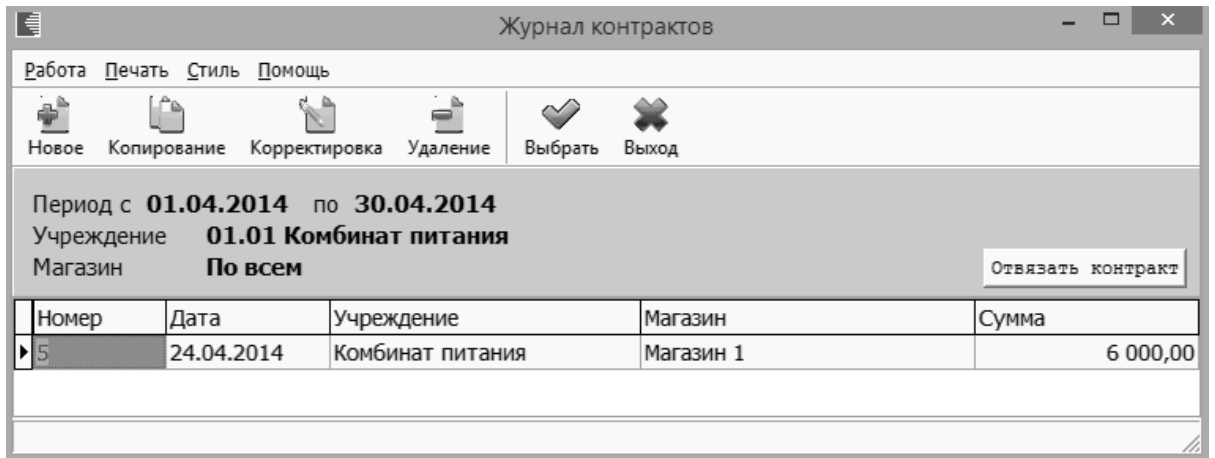 Журнал контрактов
Работа Печать Стиль Помощь
Новое Копирование Корректировка Удаление Выбрать Выход
Период с 01.04.2014 по 30.04.2014
Учреждение 01.01 Комбинат питания
Магазин По всем Отвязать контракт
Номер Дата Учреждение Магазин Сумма
5 24.04.2014 Комбинат питания Магазин 1 6 000,00